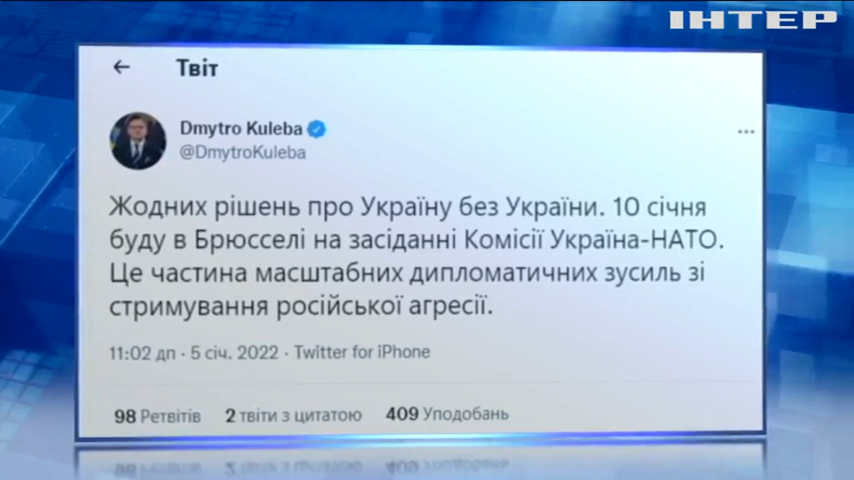 ІНТЕР
Твіт
Dmytro Kuleba
@DmytroKuleba
Жодних рішень про Україну без України. 10 січня
буду в Брюсселі на засіданні Комісії Україна-НАТО.
Це частина масштабних дипломатичних зусиль зі
стримування російської агресії.
11:02 дп · 5 січ. 2022 · Twitter for iPhone
98 Ретвітів 2 твіти з цитатою 409 Уподобань